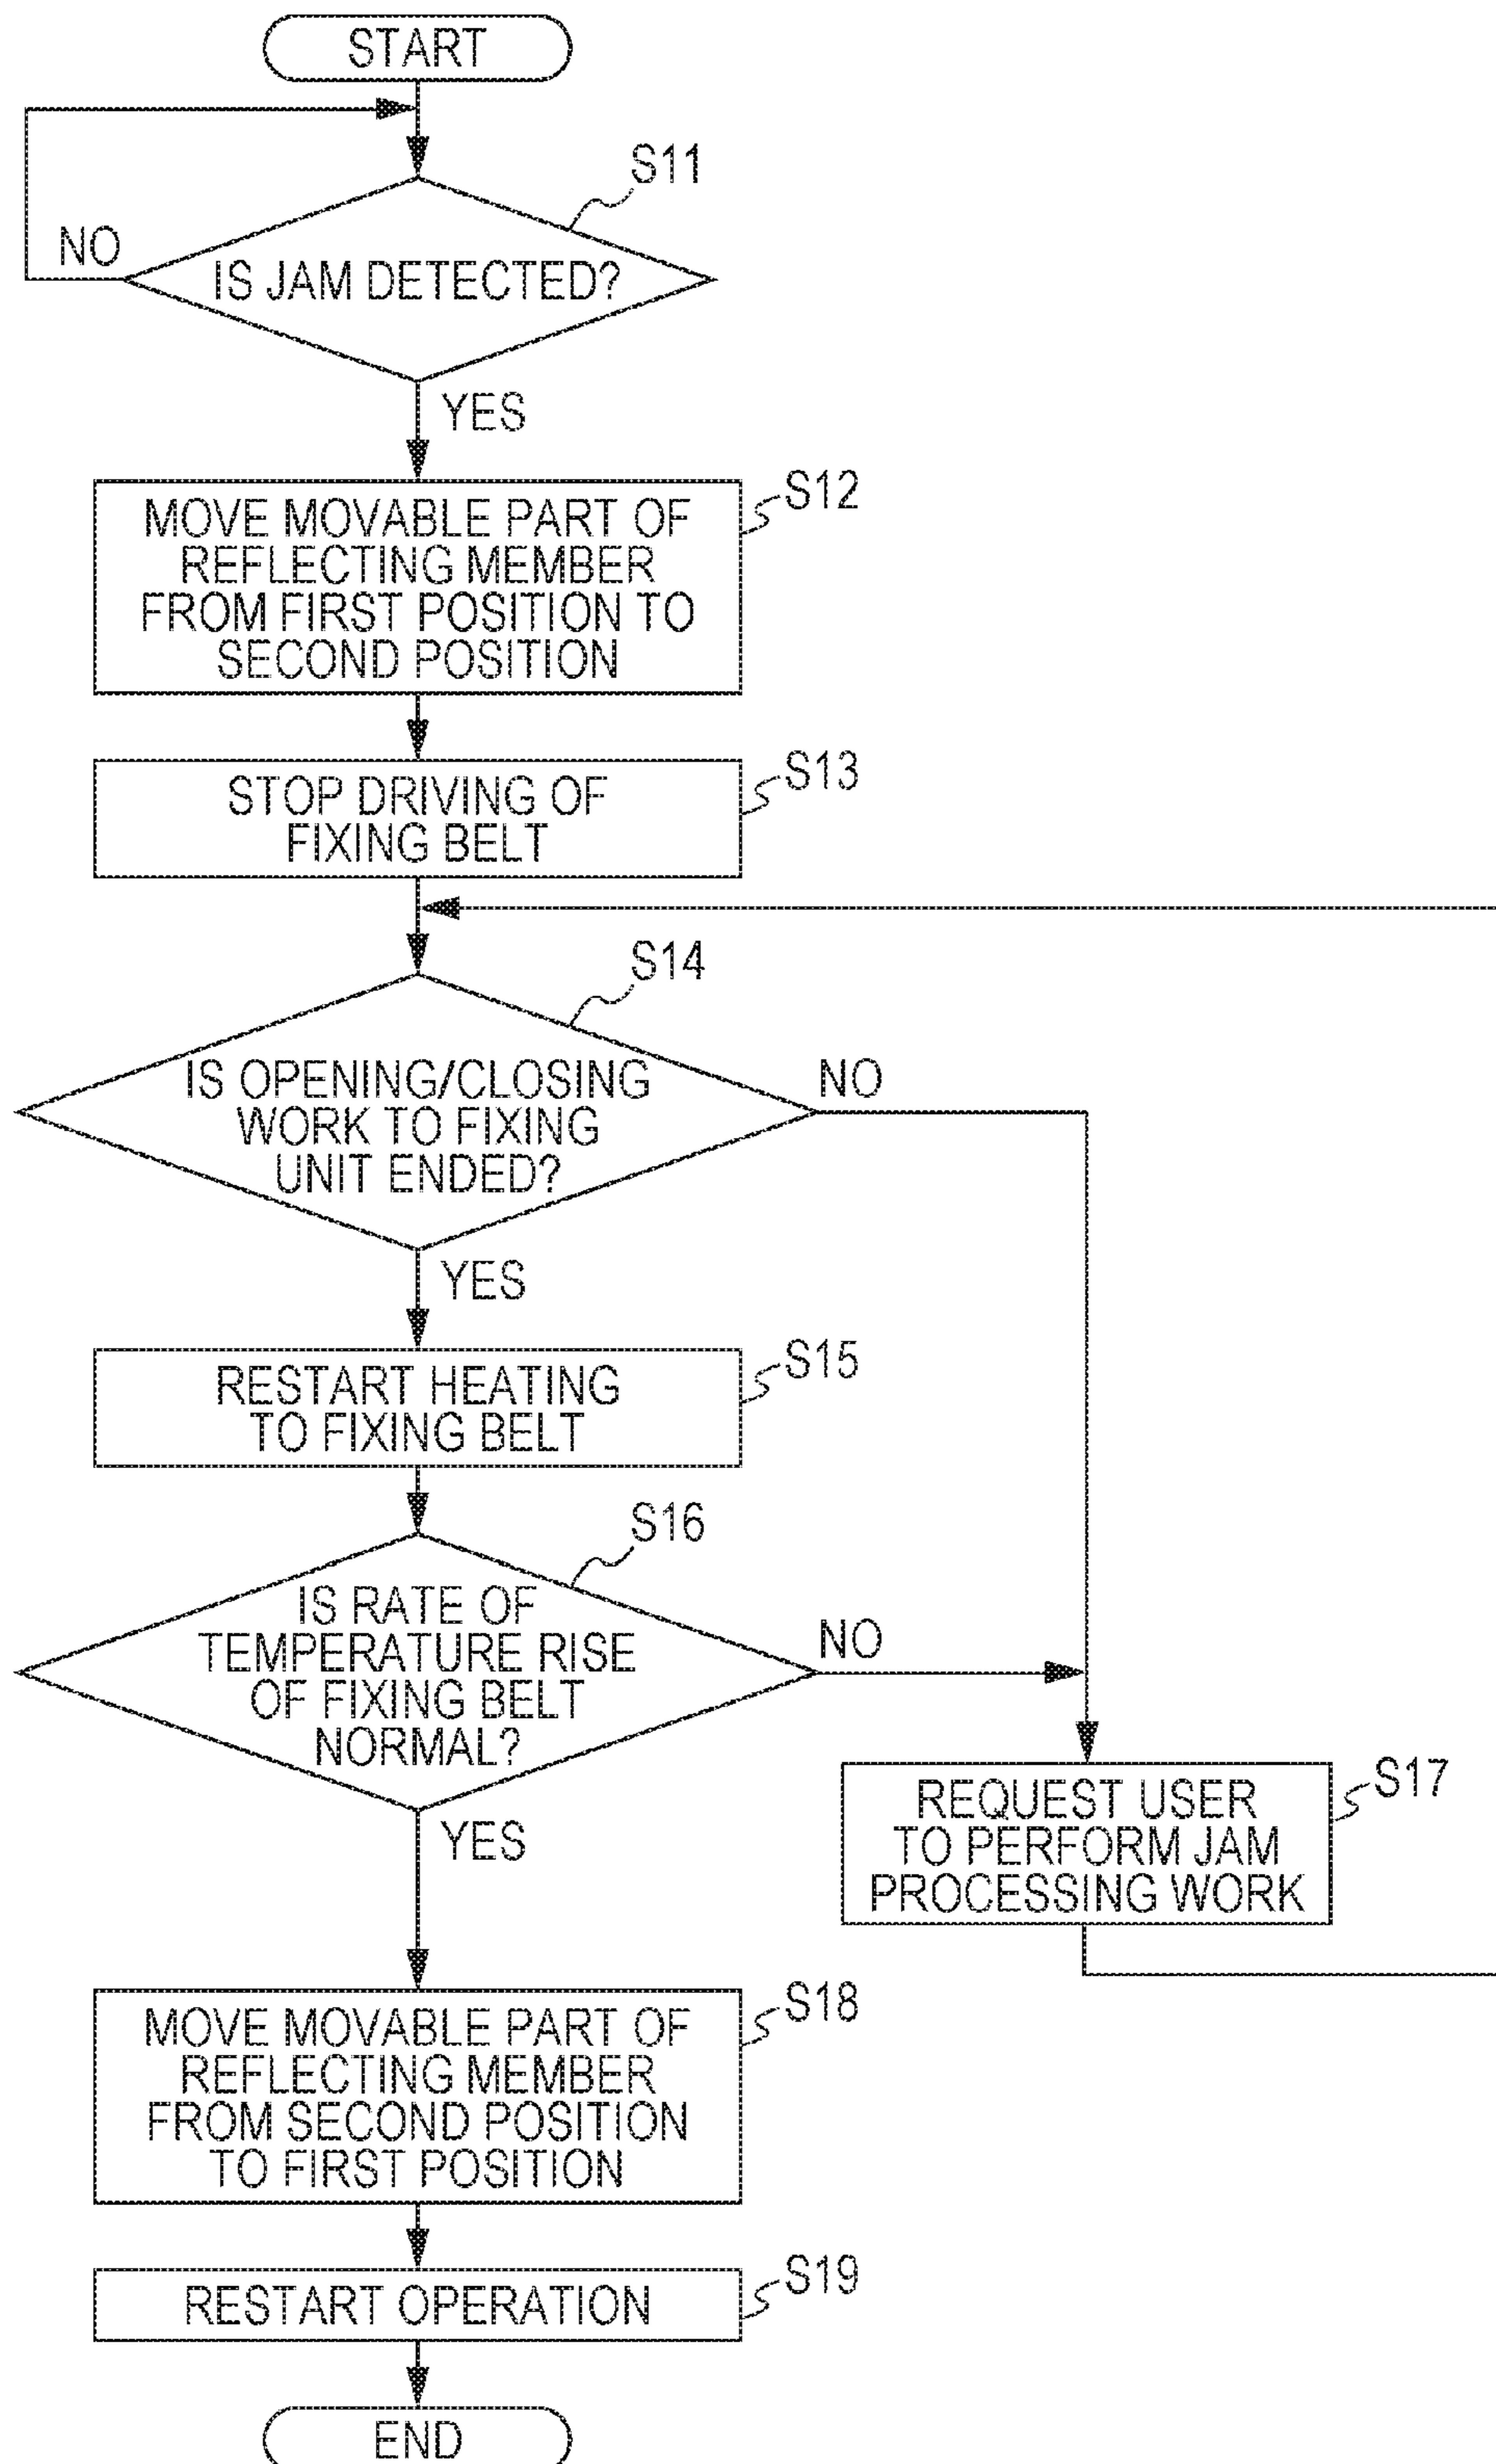 START
S11
NO
IS JAM DETECTED?
YES
S12
MOVE MOVABLE PART OF
REFLECTING MEMBER
FROM FIRST POSITION TO
SECOND POSITION
S13
STOP DRIVING OF
FIXING BELT
S14
IS OPENING/CLOSING
WORK TO FIXING
UNIT ENDED?
NO
YES
S15
RESTART HEATING
TO FIXING BELT
S16
IS RATE OF
TEMPERATURE RISE
OF FIXING BELT
NORMAL?
NO
YES
S17
REQUEST USER
TO PERFORM JAM
PROCESSING WORK
S18
MOVE MOVABLE PART OF
REFLECTING MEMBER
FROM SECOND POSITION
TO FIRST POSITION
S19
RESTART OPERATION
END